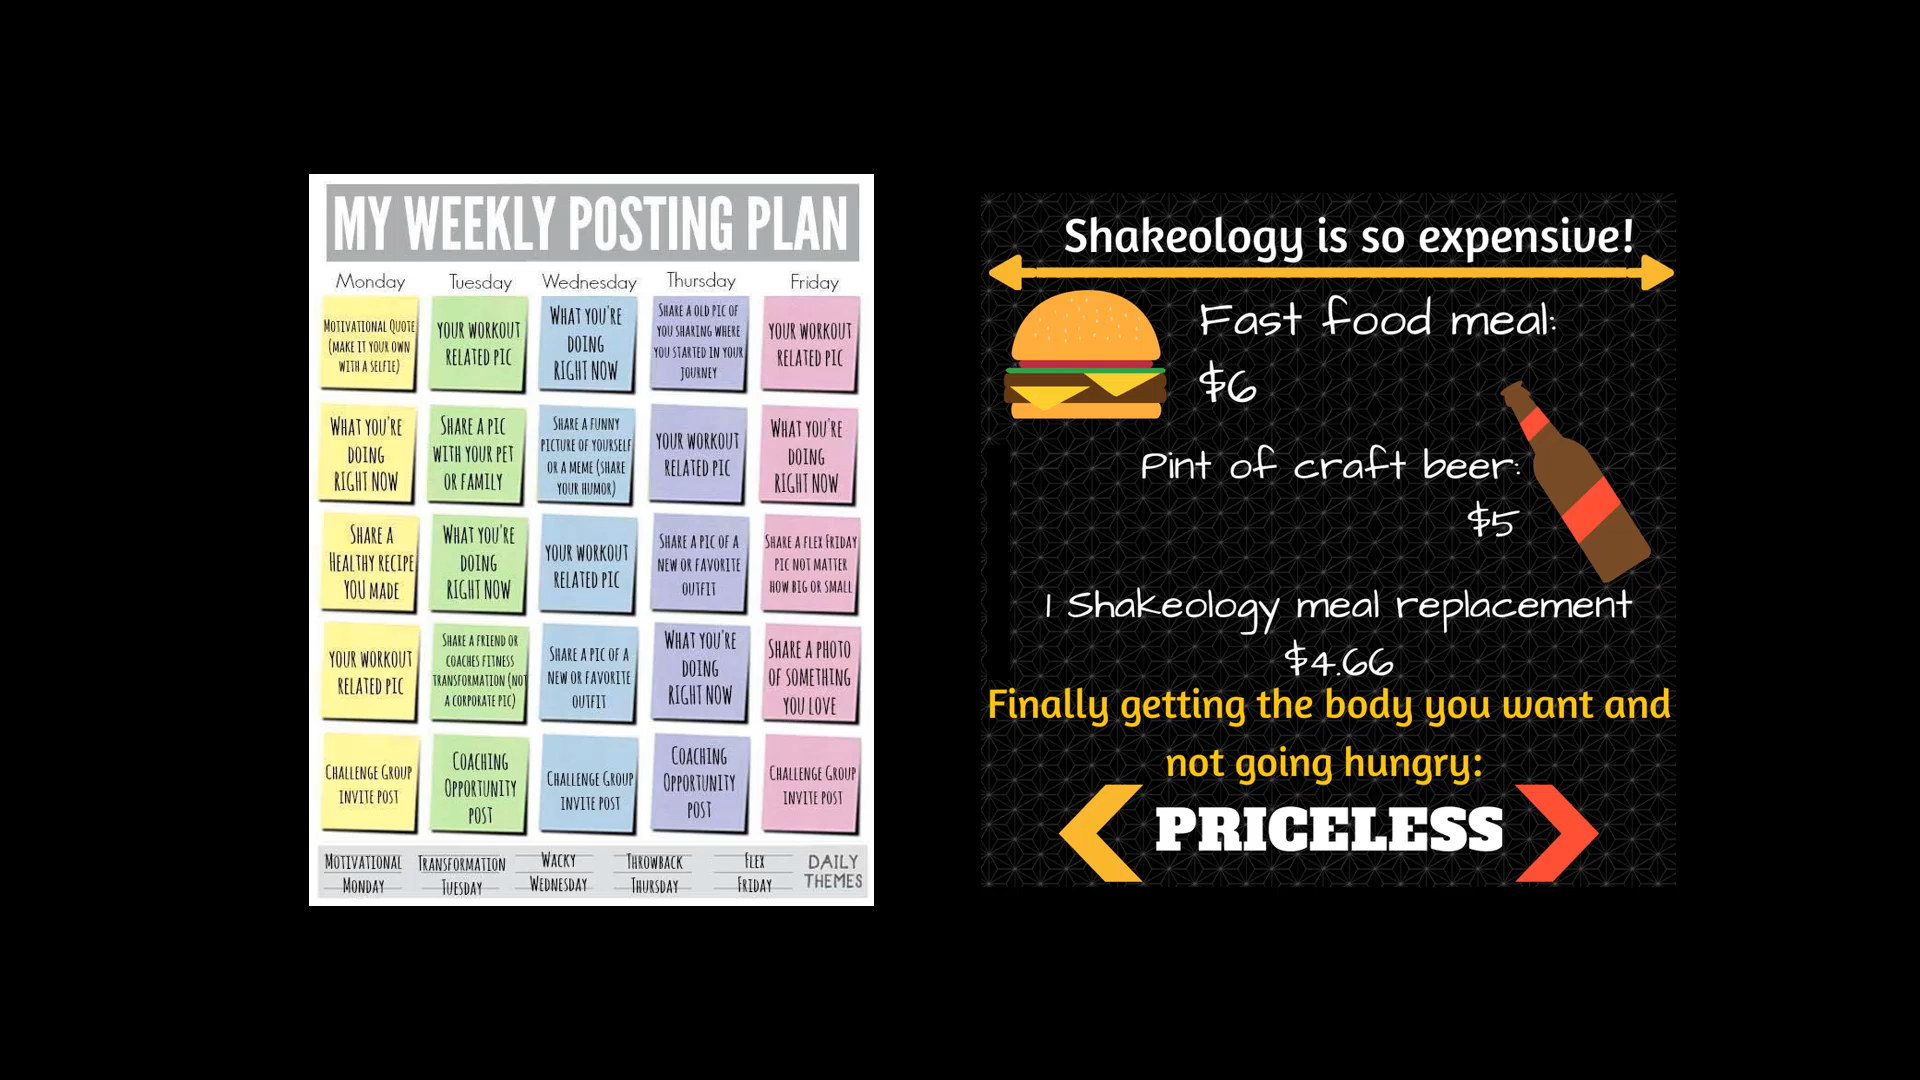 MY WEEKLY POSTING PLAN
Monday
Tuesday
Wednesday
Thursday
Friday
MOTIVATIONAL QUOTE
(MAKE IT YOUR OWN
WITH A SELFIE)
YOUR WORKOUT
RELATED PIC
WHAT YOU'RE
DOING
RIGHT NOW
SHARE A OLD PIC OF
YOU SHARING WHERE
YOU STARTED IN YOUR
JOURNEY
YOUR WORKOUT
RELATED PIC
WHAT YOU'RE
DOING
RIGHT NOW
SHARE A PIC
WITH YOUR PET
OR FAMILY
SHARE A FUNNY
PICTURE OF YOURSELF
OR A MEME (SHARE
YOUR HUMOR)
YOUR WORKOUT
RELATED PIC
WHAT YOU'RE
DOING
RIGHT NOW
SHARE A
HEALTHY RECIPE
YOU MADE
WHAT YOU'RE
DOING
RIGHT NOW
YOUR WORKOUT
RELATED PIC
SHARE A PIC OF A
NEW OR FAVORITE
OUTFIT
SHARE A FLEX FRIDAY
PIC NOT MATTER
HOW BIG OR SMALL
YOUR WORKOUT
RELATED PIC
SHARE A FRIEND OR
COACHES FITNESS
TRANSFORMATION (NOT
A CORPORATE PIC)
SHARE A PIC OF A
NEW OR FAVORITE
OUTFIT
WHAT YOU'RE
DOING
RIGHT NOW
SHARE A PHOTO
OF SOMETHING
YOU LOVE
CHALLENGE GROUP
INVITE POST
COACHING
OPPORTUNITY
POST
CHALLENGE GROUP
INVITE POST
COACHING
OPPORTUNITY
POST
CHALLENGE GROUP
INVITE POST
MOTIVATIONAL
MONDAY
TRANSFORMATION
TUESDAY
WACKY
WEDNESDAY
THROWBACK
THURSDAY
FLEX
FRIDAY
DAILY
THEMES
Shakeology is so expensive!
Fast food meal:
$6
Pint of craft beer:
$5
1 Shakeology meal replacement
$4.66
Finally getting the body you want and
not going hungry:
PRICELESS